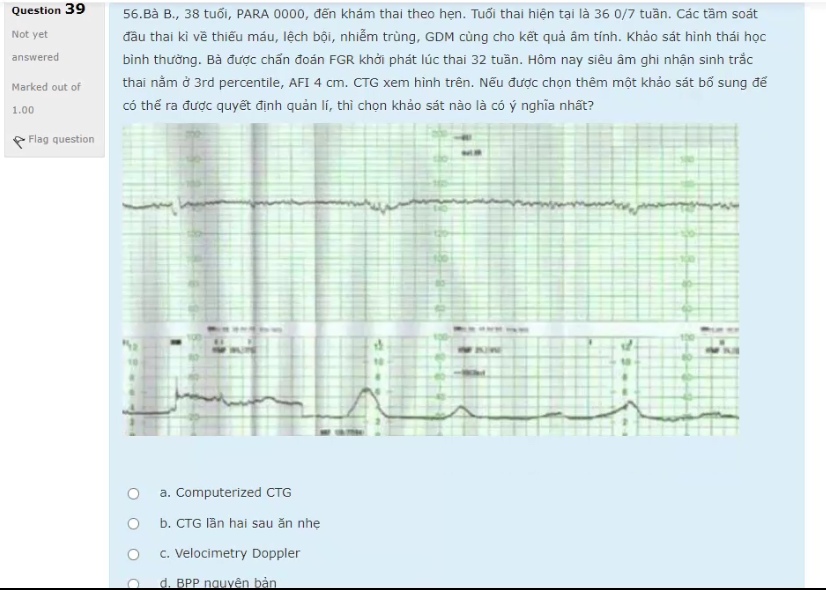 Question 39
Not yet
answered
Marked out of
1.00
Flag question
56.Bà B., 38 tuổi, PARA 0000, đến khám thai theo hẹn. Tuổi thai hiện tại là 36 0/7 tuần. Các tầm soát
đầu thai kì về thiếu máu, lệch bội, nhiễm trùng, GDM cùng cho kết quả âm tính. Khảo sát hình thái học
bình thường. Bà được chẩn đoán FGR khởi phát lúc thai 32 tuần. Hôm nay siêu âm ghi nhận sinh trắc
thai nằm ở 3rd percentile, AFI 4 cm. CTG xem hình trên. Nếu được chọn thêm một khảo sát bổ sung để
có thể ra được quyết định quản lí, thì chọn khảo sát nào là có ý nghĩa nhất?
a. Computerized CTG
b. CTG lần hai sau ăn nhẹ
c. Velocimetry Doppler
d. BPP nguyên bản